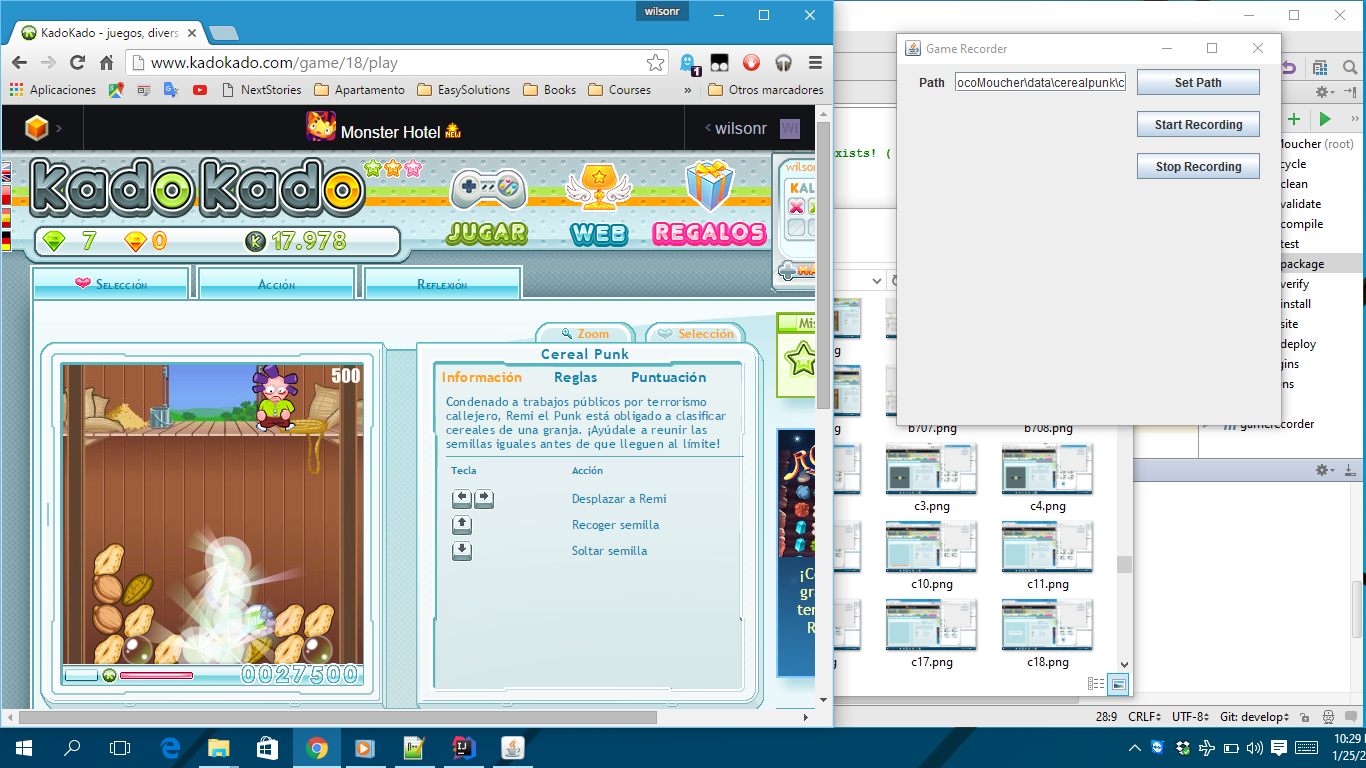 wilsonr
KadoKado - juegos, divers
www.kadokado.com/game/18/play
1
Aplicaciones
NextStories
Apartamento
EasySolutions
Books
Courses
»
Otros marcadores
Monster Hotel NEW
wilsonr
WI
KadoKado
JUGAR
WEB
REGALOS
7
0
K 17.978
Selección
Acción
Reflexión
Zoom
Selección
Cereal Punk
Información
Reglas
Puntuación
Condenado a trabajos públicos por terrorismo
callejero, Remi el Punk está obligado a clasificar
cereales de una granja. ¡Ayúdale a reunir las
semillas iguales antes de que lleguen al límite!
Tecla
Acción
Desplazar a Remi
Recoger semilla
Soltar semilla
500
0027500
wilson
KAL
Mis
Game Recorder
Path
ocoMoucher\data\cerealpunk\c
Set Path
Start Recording
Stop Recording
xists! (
Moucher (root)
cycle
clean
validate
compile
test
package
verify
install
site
deploy
gins
ns
gamerecorder
b707.png
b708.png
c3.png
c4.png
c10.png
c11.png
c17.png
c18.png
28:9
CRLF
UTF-8
Git: develop
10:29
1/25/2